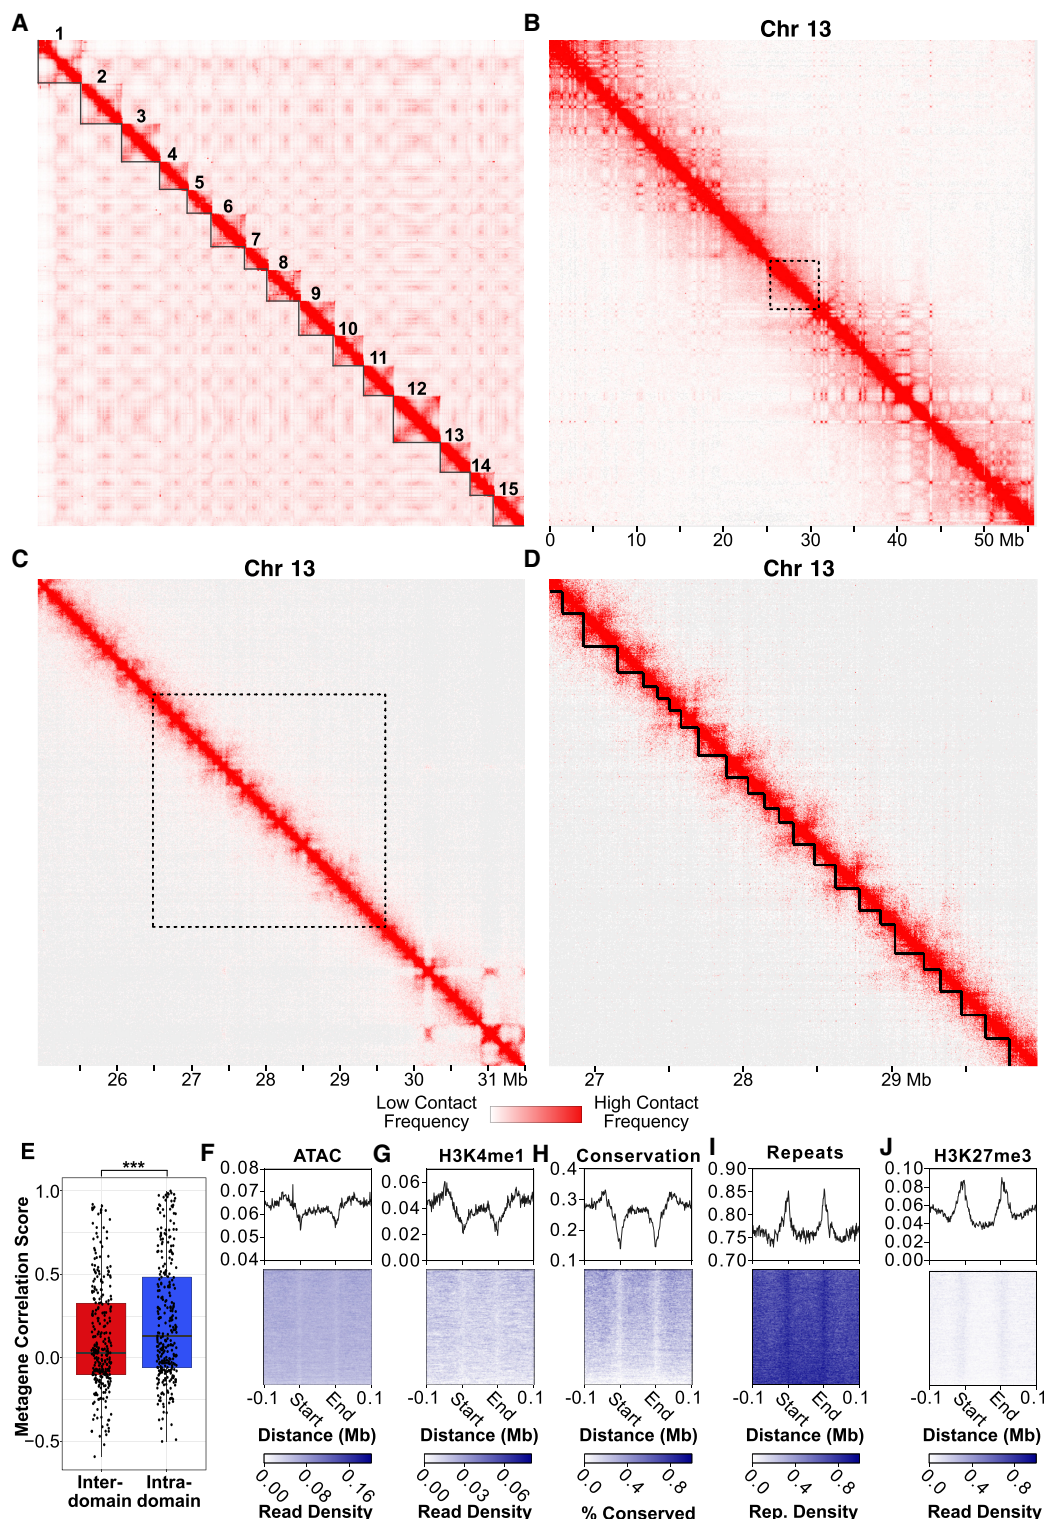 A
1
2
3
4
5
6
7
8
9
10
11
12
13
14
15
B
Chr 13
0 10 20 30 40 50 Mb
C
Chr 13
26 27 28 29 30 31 Mb
D
Chr 13
27 28 29 Mb
Low Contact Frequency
High Contact Frequency
E
***
Metagene Correlation Score
1.0
0.5
0.0
−0.5
Inter-domain
Intra-domain
F
ATAC
0.08
0.07
0.06
0.05
0.04
-0.1 Start End 0.1
Distance (Mb)
0.00 0.08 0.16
Read Density
G
H3K4me1
0.06
0.04
0.02
0.00
-0.1 Start End 0.1
Distance (Mb)
0.00 0.03 0.06
Read Density
H
Conservation
0.4
0.3
0.2
0.1
-0.1 Start End 0.1
Distance (Mb)
0.0 0.4 0.8
% Conserved
I
Repeats
0.90
0.85
0.80
0.75
0.70
-0.1 Start End 0.1
Distance (Mb)
0.0 0.4 0.8
Rep. Density
J
H3K27me3
0.10
0.08
0.06
0.04
0.02
0.00
-0.1 Start End 0.1
Distance (Mb)
0.0 0.4 0.8
Read Density